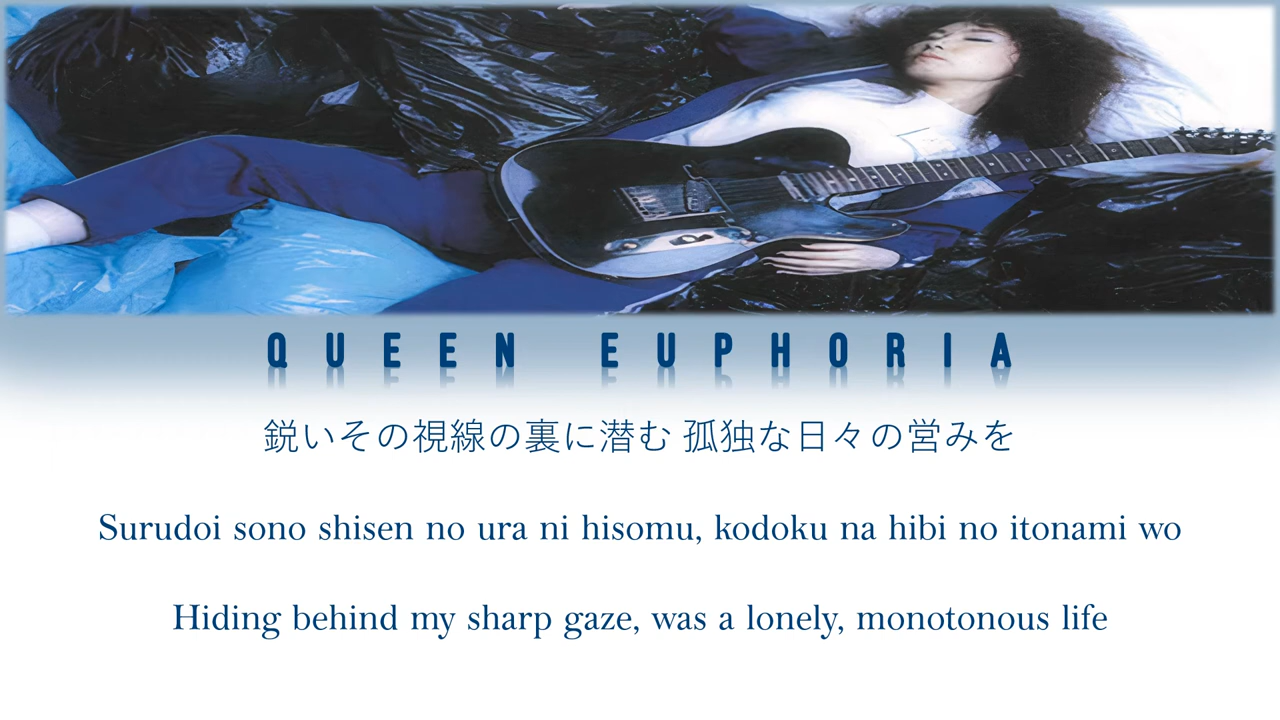 QUEEN EUPHORIA
鋭いその視線の裏に潜む 孤独な日々の営みを
Surudoi sono shisen no ura ni hisomu, kodoku na hibi no itonami wo
Hiding behind my sharp gaze, was a lonely, monotonous life